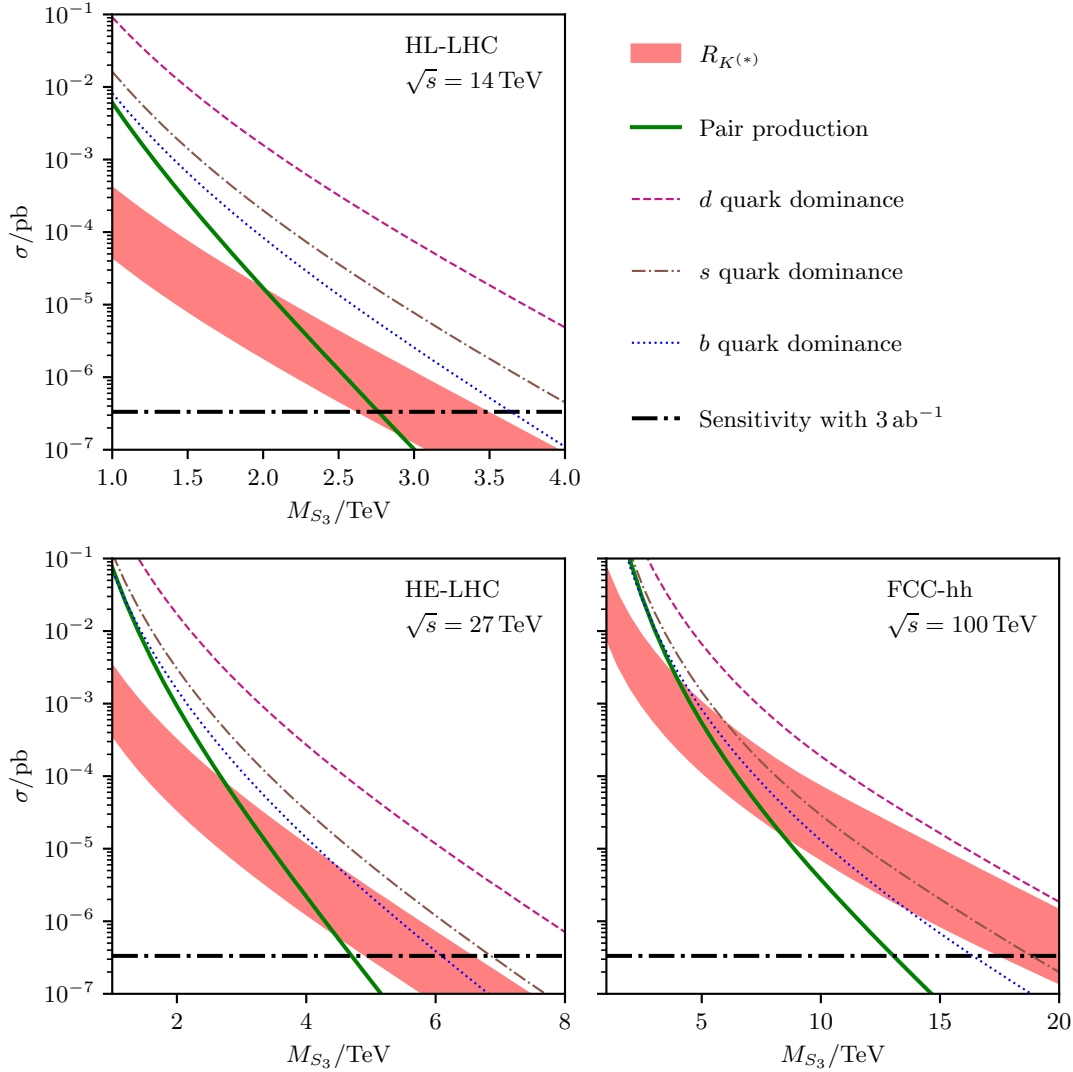 10⁻¹
10⁻²
10⁻³
10⁻⁴
10⁻⁵
10⁻⁶
10⁻⁷
σ/pb
HL-LHC
√s = 14 TeV
1.0 1.5 2.0 2.5 3.0 3.5 4.0
M_{S₃}/TeV
R_{K^{(*)}}
Pair production
d quark dominance
s quark dominance
b quark dominance
Sensitivity with 3 ab⁻¹
10⁻¹
10⁻²
10⁻³
10⁻⁴
10⁻⁵
10⁻⁶
10⁻⁷
σ/pb
HE-LHC
√s = 27 TeV
2 4 6 8
M_{S₃}/TeV
FCC-hh
√s = 100 TeV
5 10 15 20
M_{S₃}/TeV